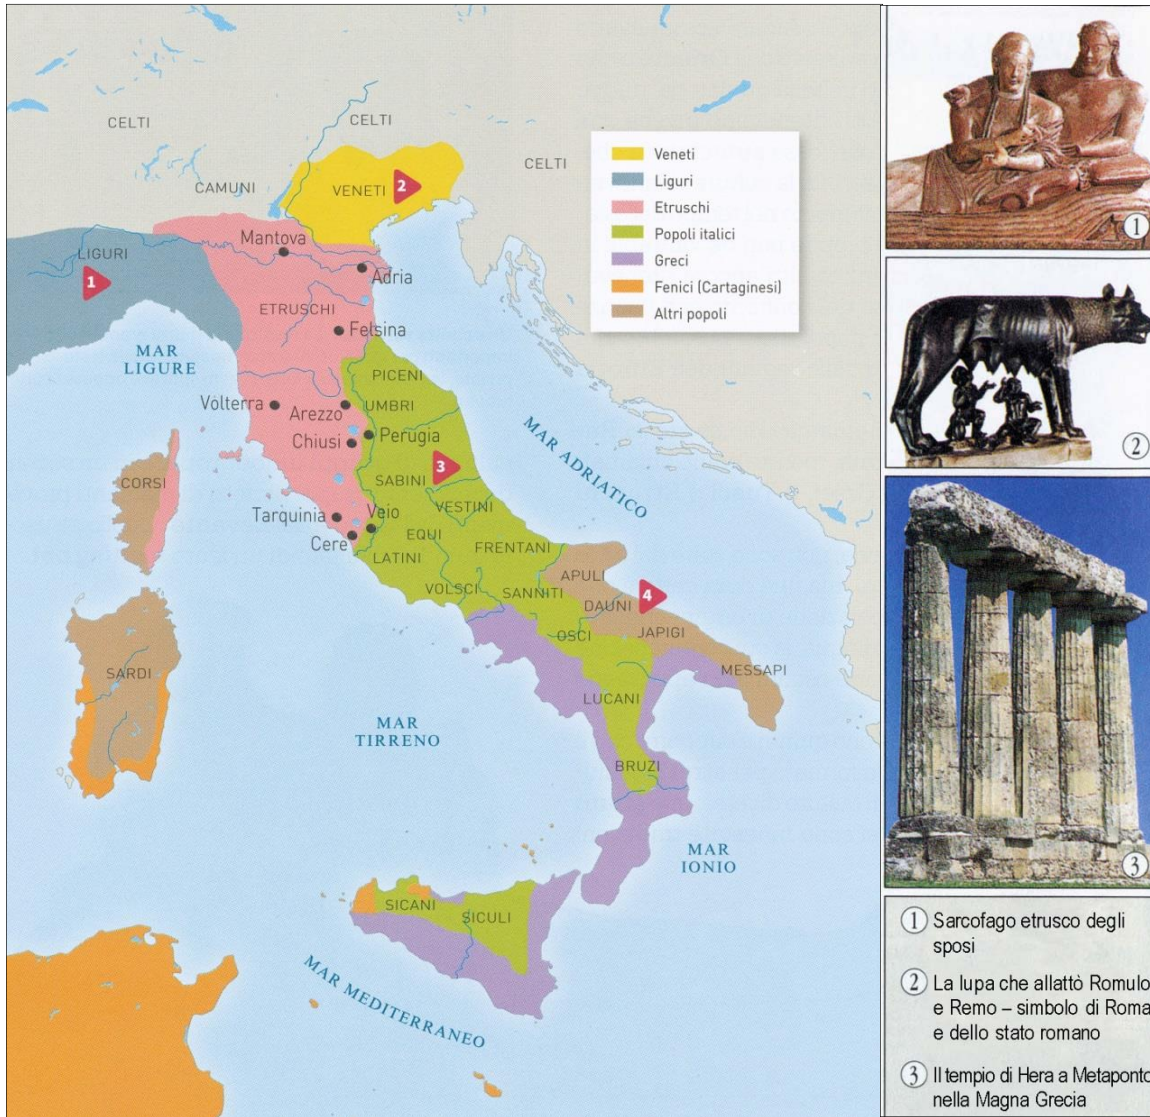 CELTI
CELTI
CELTI
CAMUNI
VENETI
2
LIGURI
1
Mantova
Adria
ETRUSCHI
Felsina
MAR
LIGURE
PICENI
Volterra
Arezzo
UMBRI
Chiusi
Perugia
MAR ADRIATICO
SABINI
3
CORSI
VESTINI
Tarquinia
Veio
EQUI
Cere
FRENTANI
LATINI
APULI
VOLSCI
SANNITI
DAUNI
4
OSCI
JAPIGI
SARDI
MESSAPI
LUCANI
MAR
TIRRENO
BRUZI
MAR
IONIO
SICANI
SICULI
MAR MEDITERRANEO
Veneti
Liguri
Etruschi
Popoli italici
Greci
Fenici (Cartaginesi)
Altri popoli
1
2
3
1 Sarcofago etrusco degli
sposi
2 La lupa che allattò Romulo
e Remo – simbolo di Roma
e dello stato romano
3 Il tempio di Hera a Metaponto
nella Magna Grecia